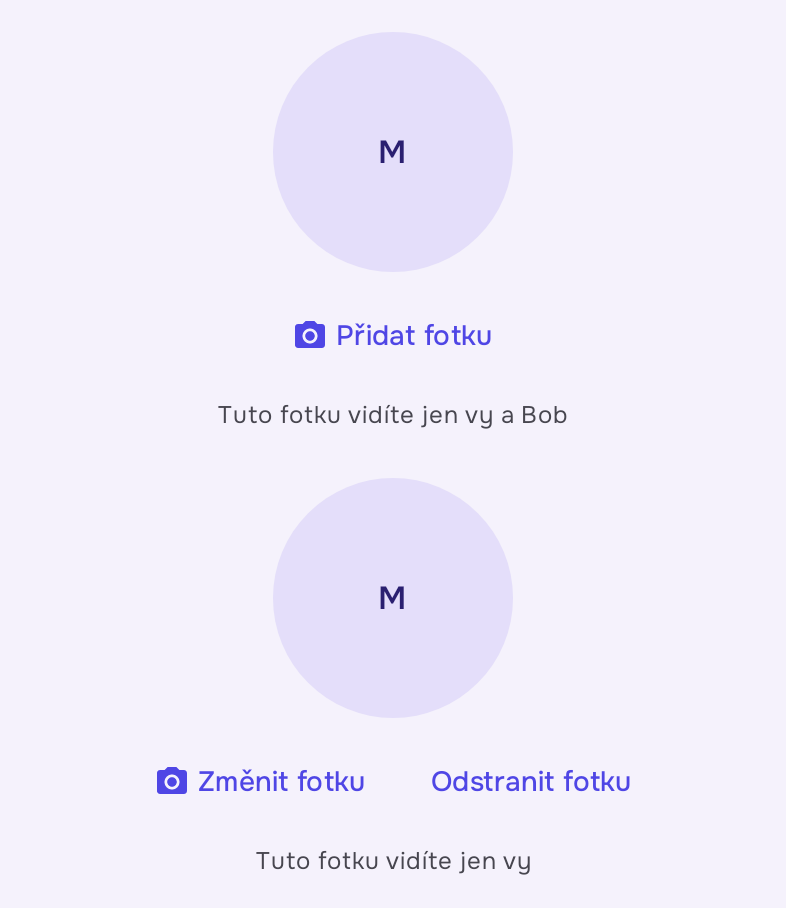 M
Přidat fotku
Tuto fotku vidíte jen vy a Bob
M
Změnit fotku Odstranit fotku
Tuto fotku vidíte jen vy